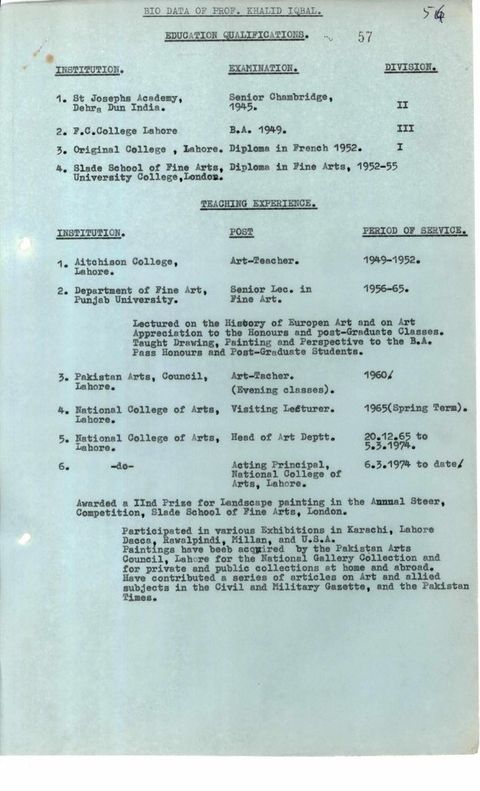 BIO DATA OF PROF. KHALID IQBAL.
EDUCATION QUALIFICATIONS. 57
INSTITUTION. EXAMINATION. DIVISION.
1. St Josephs Academy, Senior Chambridge,
Dehra Dun India. 1945. II
2. F.C.College Lahore B.A. 1949. III
3. Original College , Lahore. Diploma in French 1952. I
4. Slade School of Fine Arts, Diploma in Fine Arts, 1952-55
University College,London.
TEACHING EXPERIENCE.
INSTITUTION. POST PERIOD OF SERVICE.
1. Aitchison College, Art-Teacher. 1949-1952.
Lahore.
2. Department of Fine Art, Senior Lec. in 1956-65.
Punjab University. Fine Art.
Lectured on the History of Europen Art and on Art
Appreciation to the Honours and post-Graduate Classes.
Taught Drawing, Painting and Perspective to the B.A.
Pass Honours and Post-Graduate Students.
3. Pakistan Arts, Council, Art-Tacher. 1960/
Lahore. (Evening classes).
4. National College of Arts, Visiting Lecturer. 1965(Spring Term).
Lahore.
5. National College of Arts, Head of Art Deptt. 20.12.65 to
Lahore. 5.3.1974.
6. -do- Acting Principal, 6.3.1974 to date/
National College of
Arts, Lahore.
Awarded a IInd Prize for Landscape painting in the Annual Steer,
Competition, Slade School of Fine Arts, London.
Participated in various Exhibitions in Karachi, Lahore
Dacca, Rawalpindi, Millan, and U.S.A.
Paintings have beeb acquired by the Pakistan Arts
Council, Lahore for the National Gallery Collection and
for private and public collections at home and abroad.
Have contributed a series of articles on Art and allied
subjects in the Civil and Military Gazette, and the Pakistan
Times.